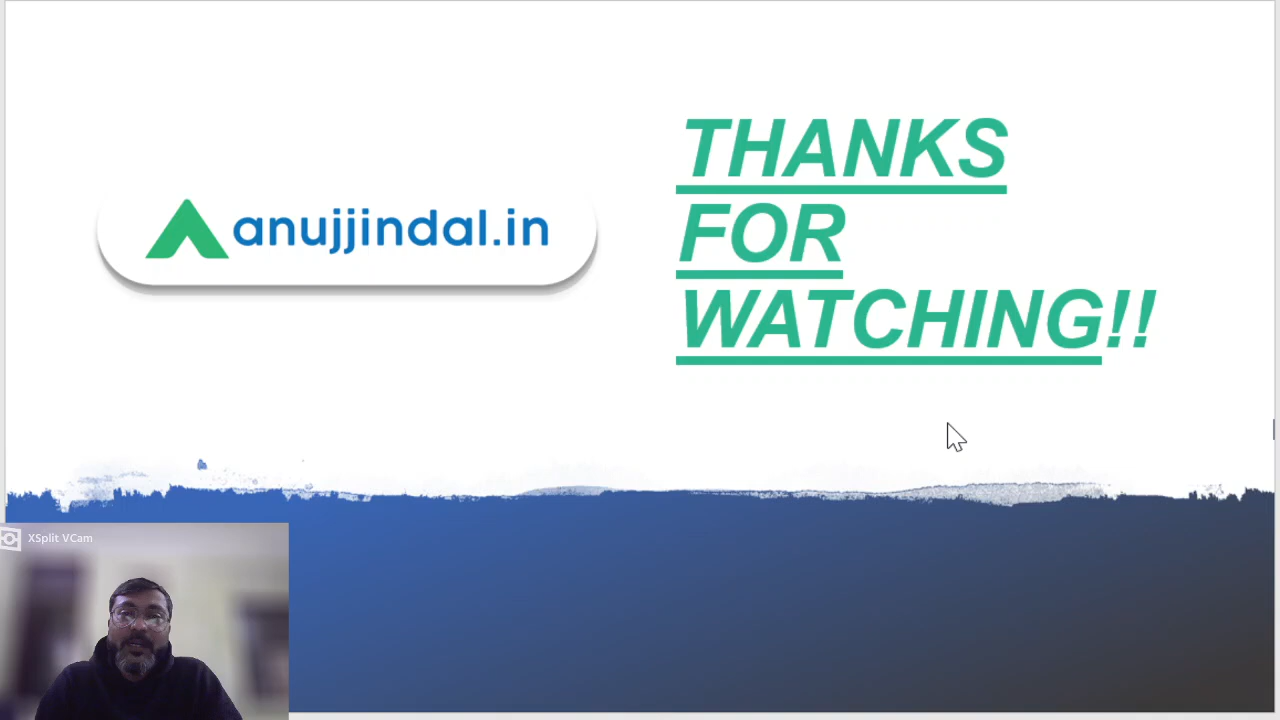 anujjindal.in
THANKS
FOR
WATCHING!!
XSplit VCam